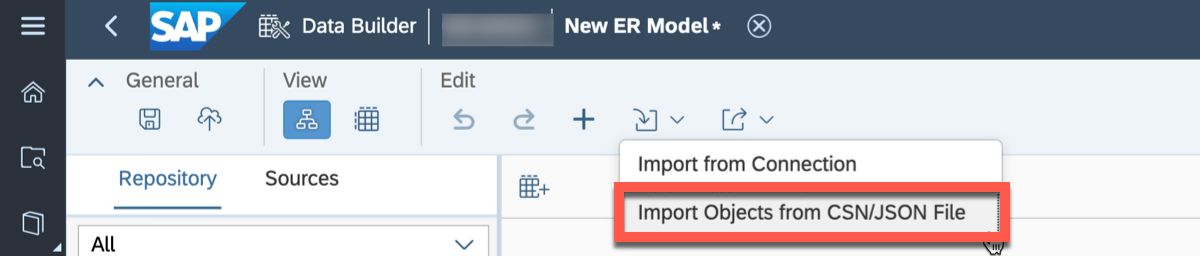 SAP Data Builder New ER Model*
General View Edit
Import from Connection
Repository Sources
Import Objects from CSN/JSON File
All